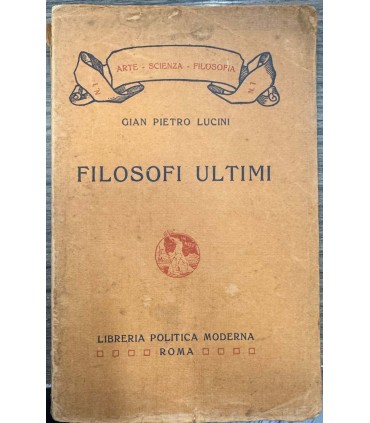 ARTE - SCIENZA - FILOSOFIA
GIAN PIETRO LUCINI
FILOSOFI ULTIMI
LIBRERIA POLITICA MODERNA
ROMA